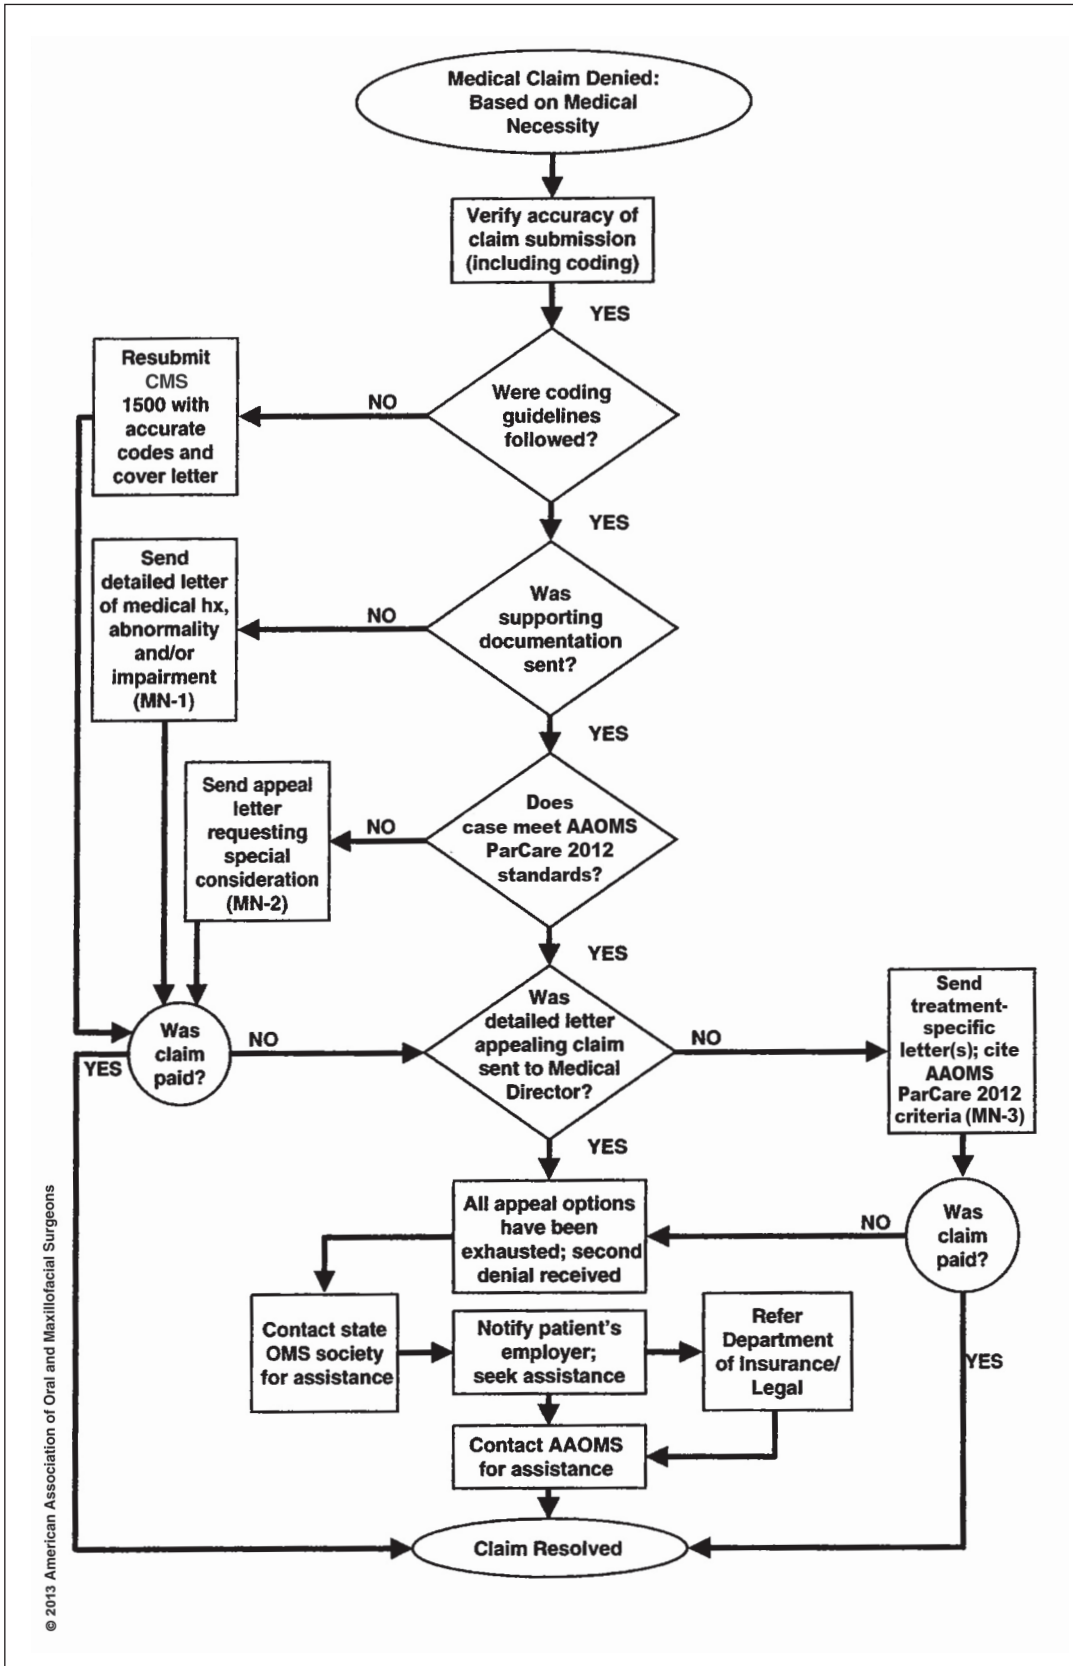 Medical Claim Denied:
Based on Medical
Necessity
Verify accuracy of
claim submission
(including coding)
YES
Resubmit
CMS
1500 with
accurate
codes and
cover letter
NO
Were coding
guidelines
followed?
YES
Send
detailed letter
of medical hx,
abnormality
and/or
impairment
(MN-1)
NO
Was
supporting
documentation
sent?
YES
Send appeal
letter
requesting
special
consideration
(MN-2)
NO
Does
case meet AAOMS
ParCare 2012
standards?
YES
Was
claim
paid?
YES
NO
Was
detailed letter
appealing claim
sent to Medical
Director?
NO
Send
treatment-
specific
letter(s); cite
AAOMS
ParCare 2012
criteria (MN-3)
YES
All appeal options
have been
exhausted; second
denial received
NO
Was
claim
paid?
YES
Contact state
OMS society
for assistance
Notify patient's
employer;
seek assistance
Refer
Department
of Insurance/
Legal
Contact AAOMS
for assistance
Claim Resolved
© 2013 American Association of Oral and Maxillofacial Surgeons